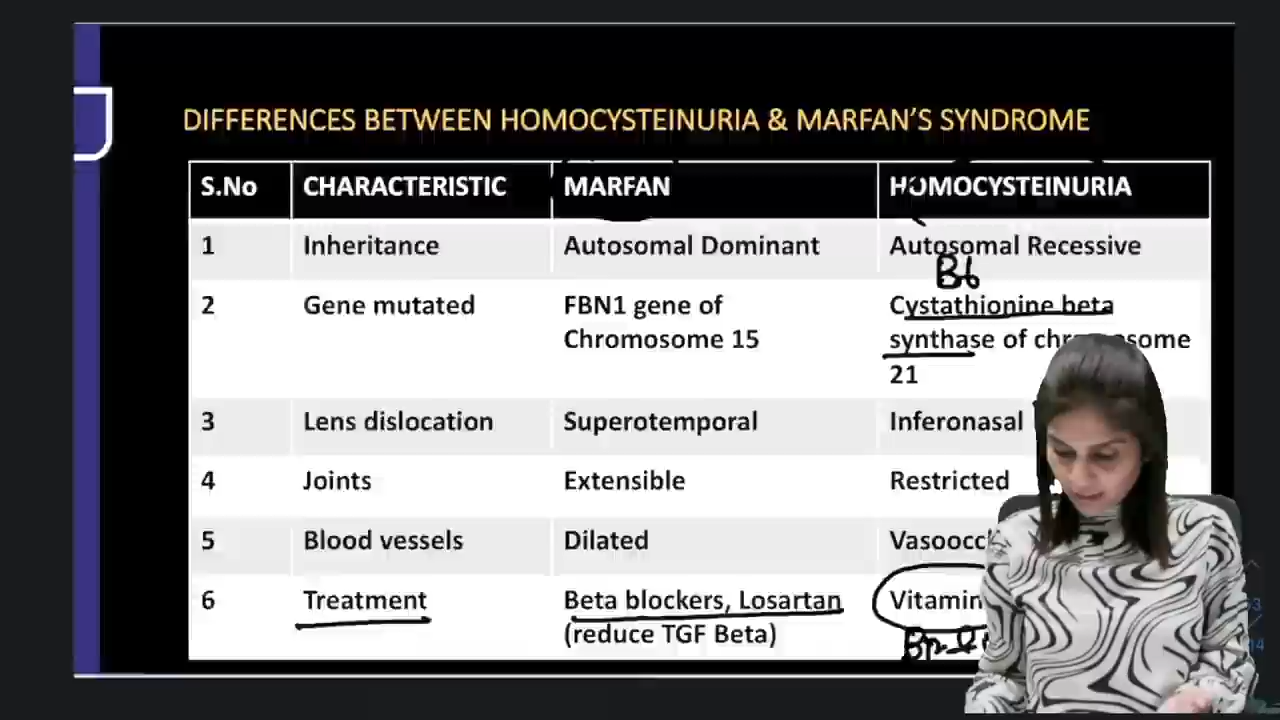 DIFFERENCES BETWEEN HOMOCYSTEINURIA & MARFAN'S SYNDROME
S.No CHARACTERISTIC MARFAN HOMOCYSTEINURIA
1 Inheritance Autosomal Dominant Autosomal Recessive
B6
2 Gene mutated FBN1 gene of Cystathionine beta
Chromosome 15 synthase of
21
3 Lens dislocation Superotemporal Inferonasal
4 Joints Extensible Restricted
5 Blood vessels Dilated
6 Treatment Beta blockers, Losartan Vitamin
(reduce TGF Beta)